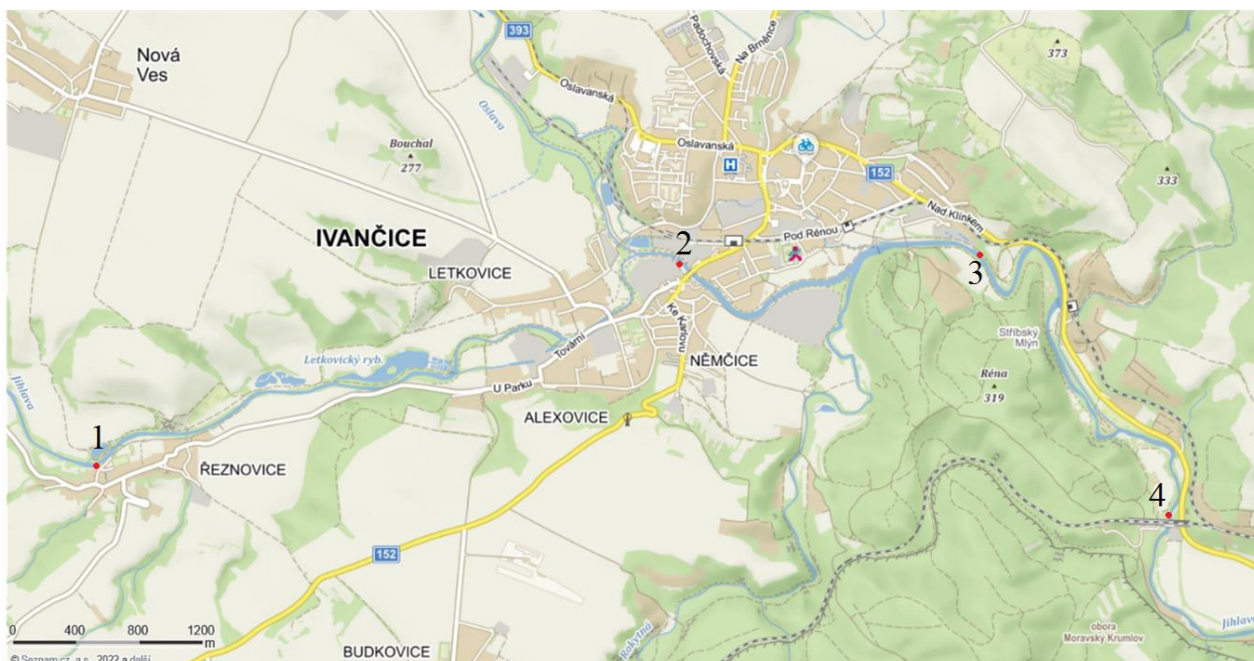 393
Padochovská
Na Brněnce
Nová
Ves
373
Oslavanská
Oslava
Bouchal
277
Oslavanská
H
152
333
Nad Klínkem
IVANČICE
Pod Rénou
2
LETKOVICE
3
Ke Karlovu
Stříbský
Mlýn
Tovární
Letkovický ryb.
NĚMČICE
Réna
319
U Parku
Jihlava
ALEXOVICE
1
ŘEZNOVICE
4
152
Rokytná
obora
Moravský Krumlov
Jihlava
0 400 800 1200
m
BUDKOVICE
© Seznam.cz, a.s., 2022 a další